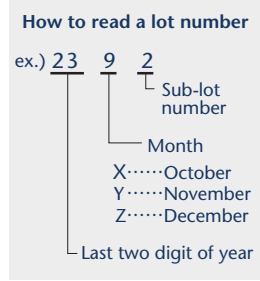 How to read a lot number
ex.) 23 9 2
Sub-lot
number
Month
X……October
Y……November
Z……December
Last two digit of year